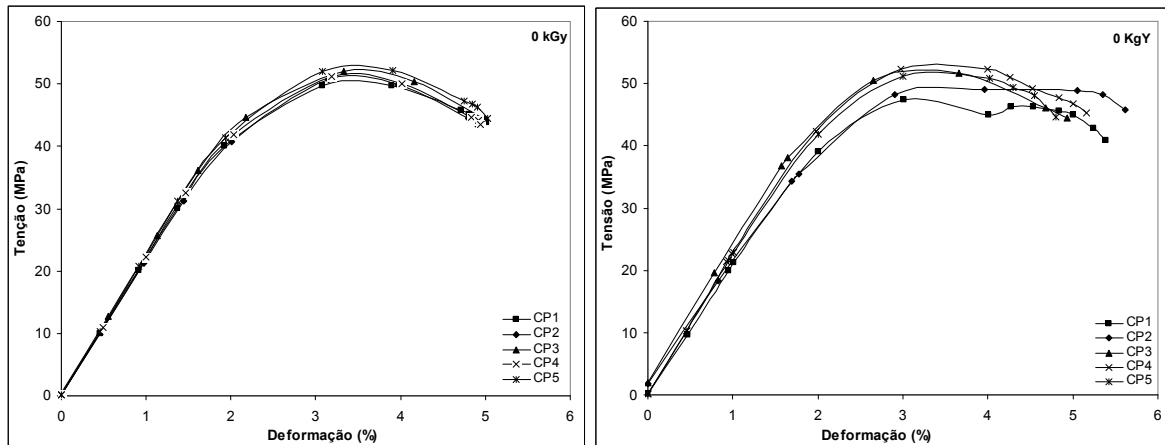 0 kGy
Tenção (MPa)
60
50
40
30
20
10
0
0 1 2 3 4 5 6
Deformação (%)
CP1
CP2
CP3
CP4
CP5
0 KgY
Tensão (MPa)
60
50
40
30
20
10
0
0 1 2 3 4 5 6
Deformação (%)
CP1
CP2
CP3
CP4
CP5